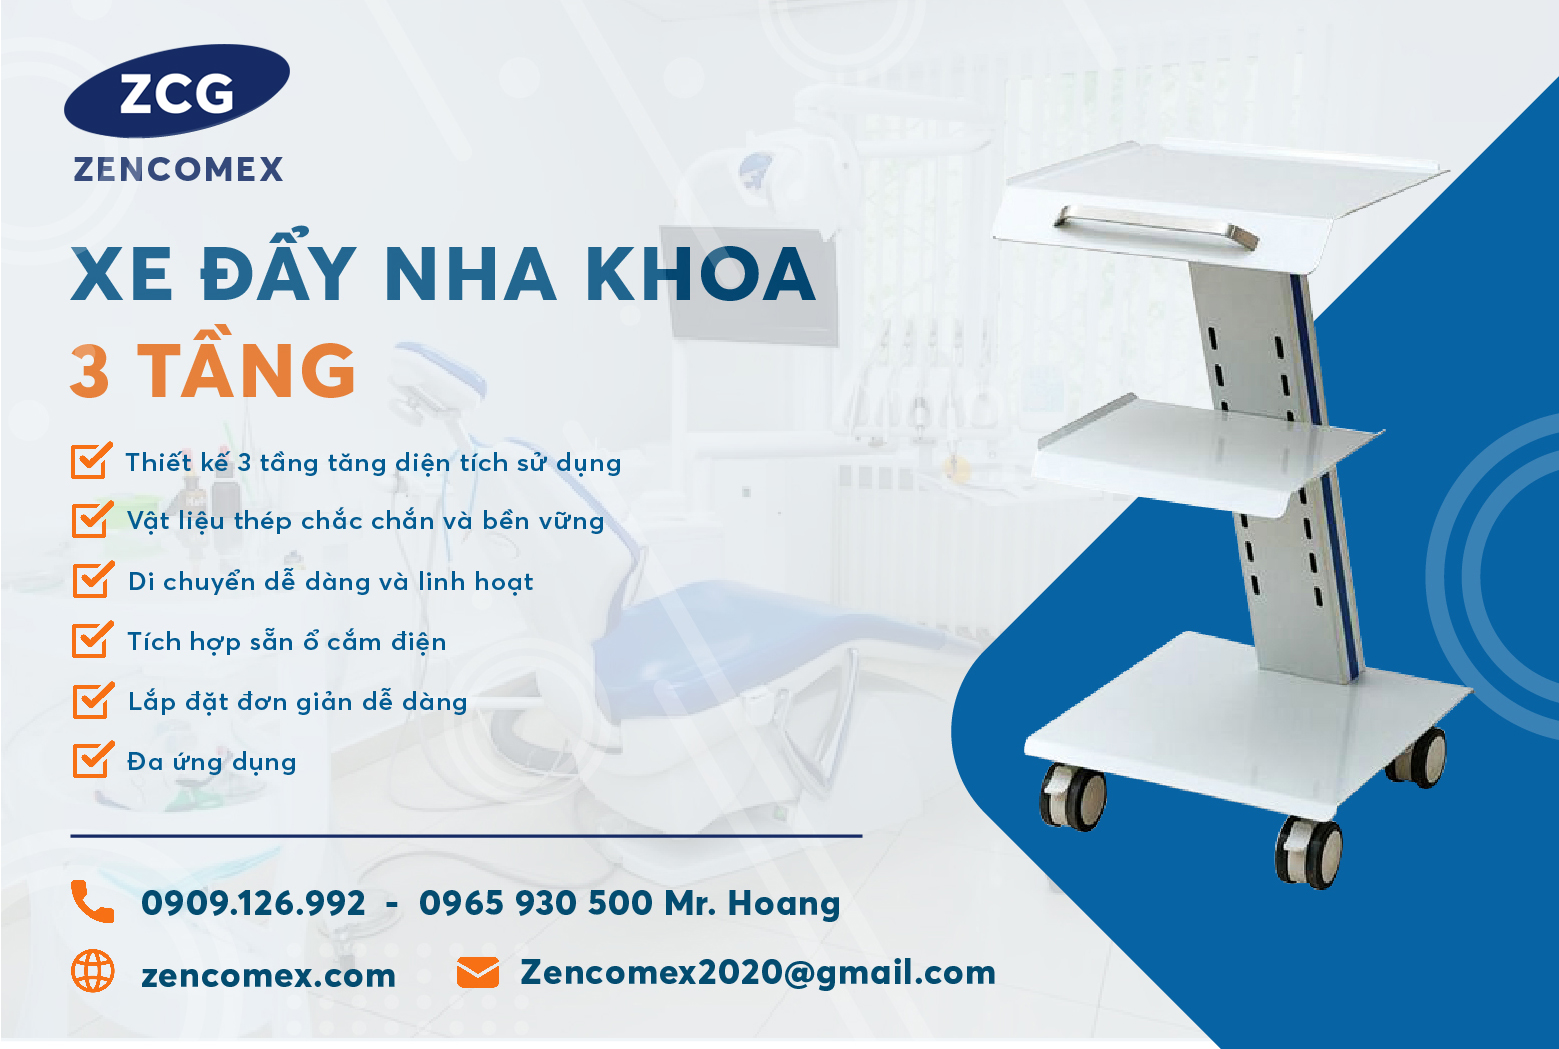 ZCG
ZENCOMEX
XE ĐẨY NHA KHOA
3 TẦNG
Thiết kế 3 tầng tăng diện tích sử dụng
Vật liệu thép chắc chắn và bền vững
Di chuyển dễ dàng và linh hoạt
Tích hợp sẵn ổ cắm điện
Lắp đặt đơn giản dễ dàng
Đa ứng dụng
0909.126.992 - 0965 930 500 Mr. Hoang
zencomex.com
Zencomex2020@gmail.com